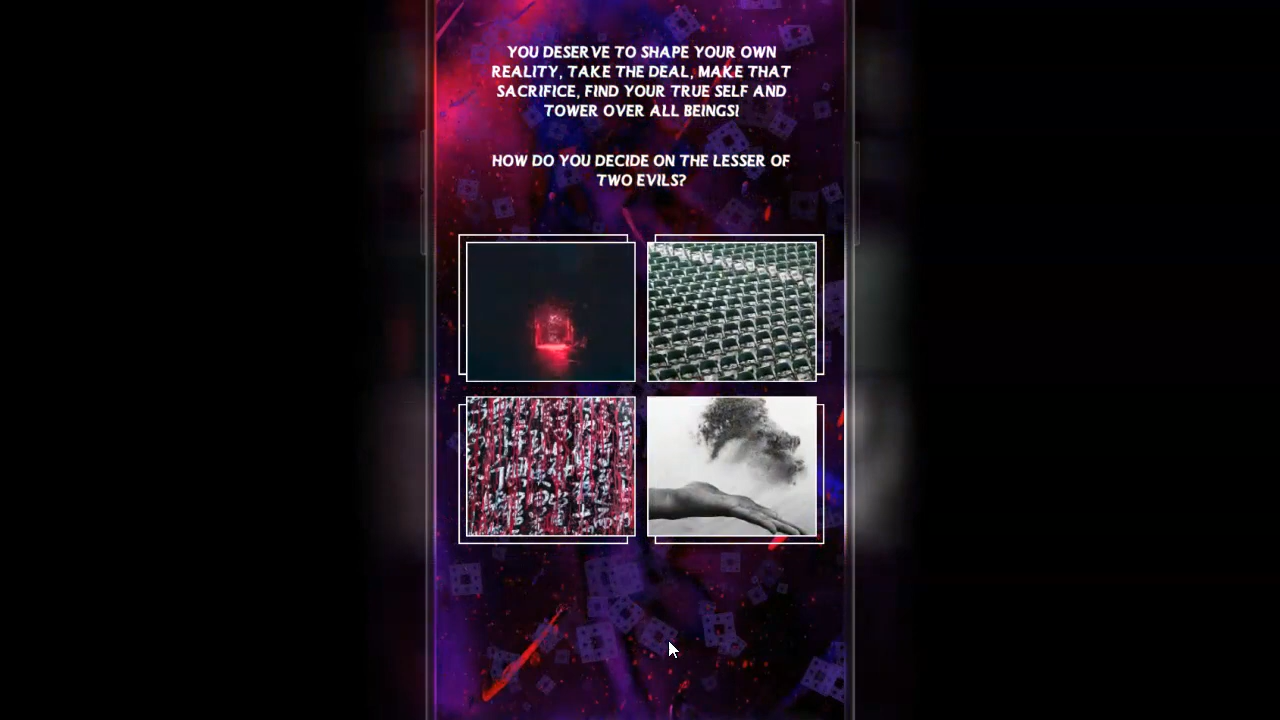 YOU DESERVE TO SHAPE YOUR OWN
REALITY, TAKE THE DEAL, MAKE THAT
SACRIFICE, FIND YOUR TRUE SELF AND
TOWER OVER ALL BEINGS!
HOW DO YOU DECIDE ON THE LESSER OF
TWO EVILS?